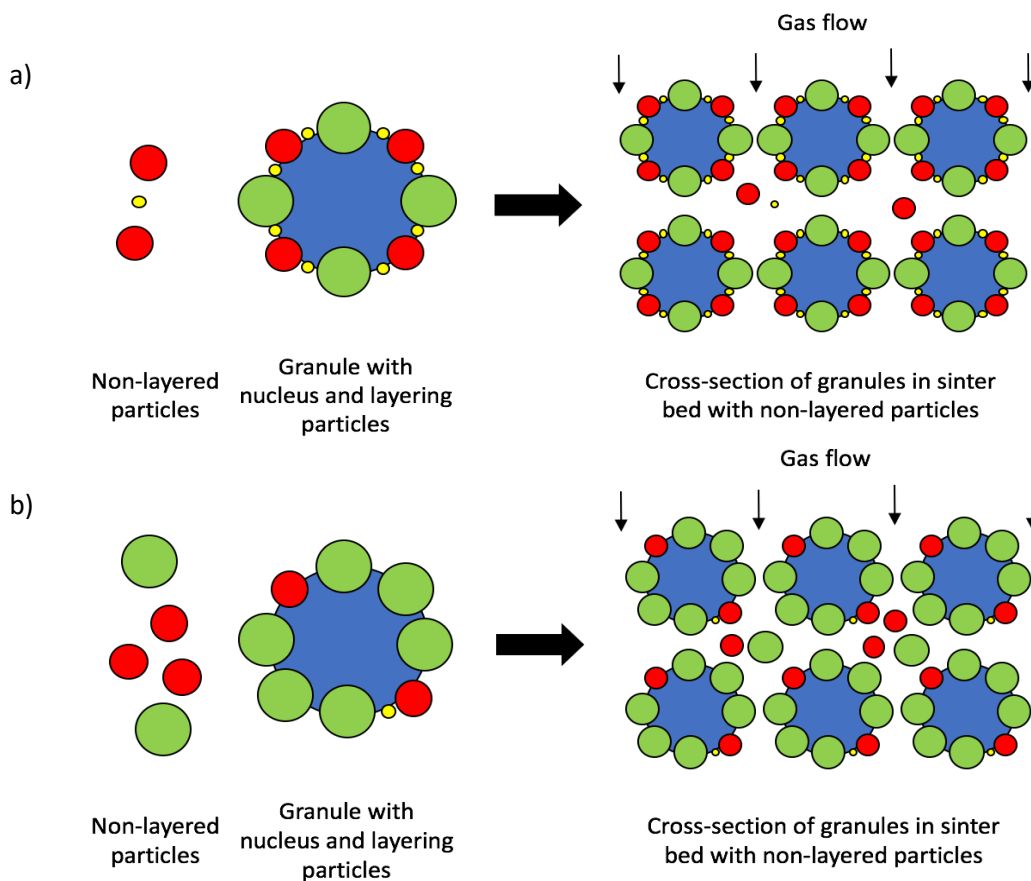 Gas flow
a)
Non-layered
particles
Granule with
nucleus and layering
particles
Cross-section of granules in sinter
bed with non-layered particles
Gas flow
b)
Non-layered
particles
Granule with
nucleus and layering
particles
Cross-section of granules in sinter
bed with non-layered particles